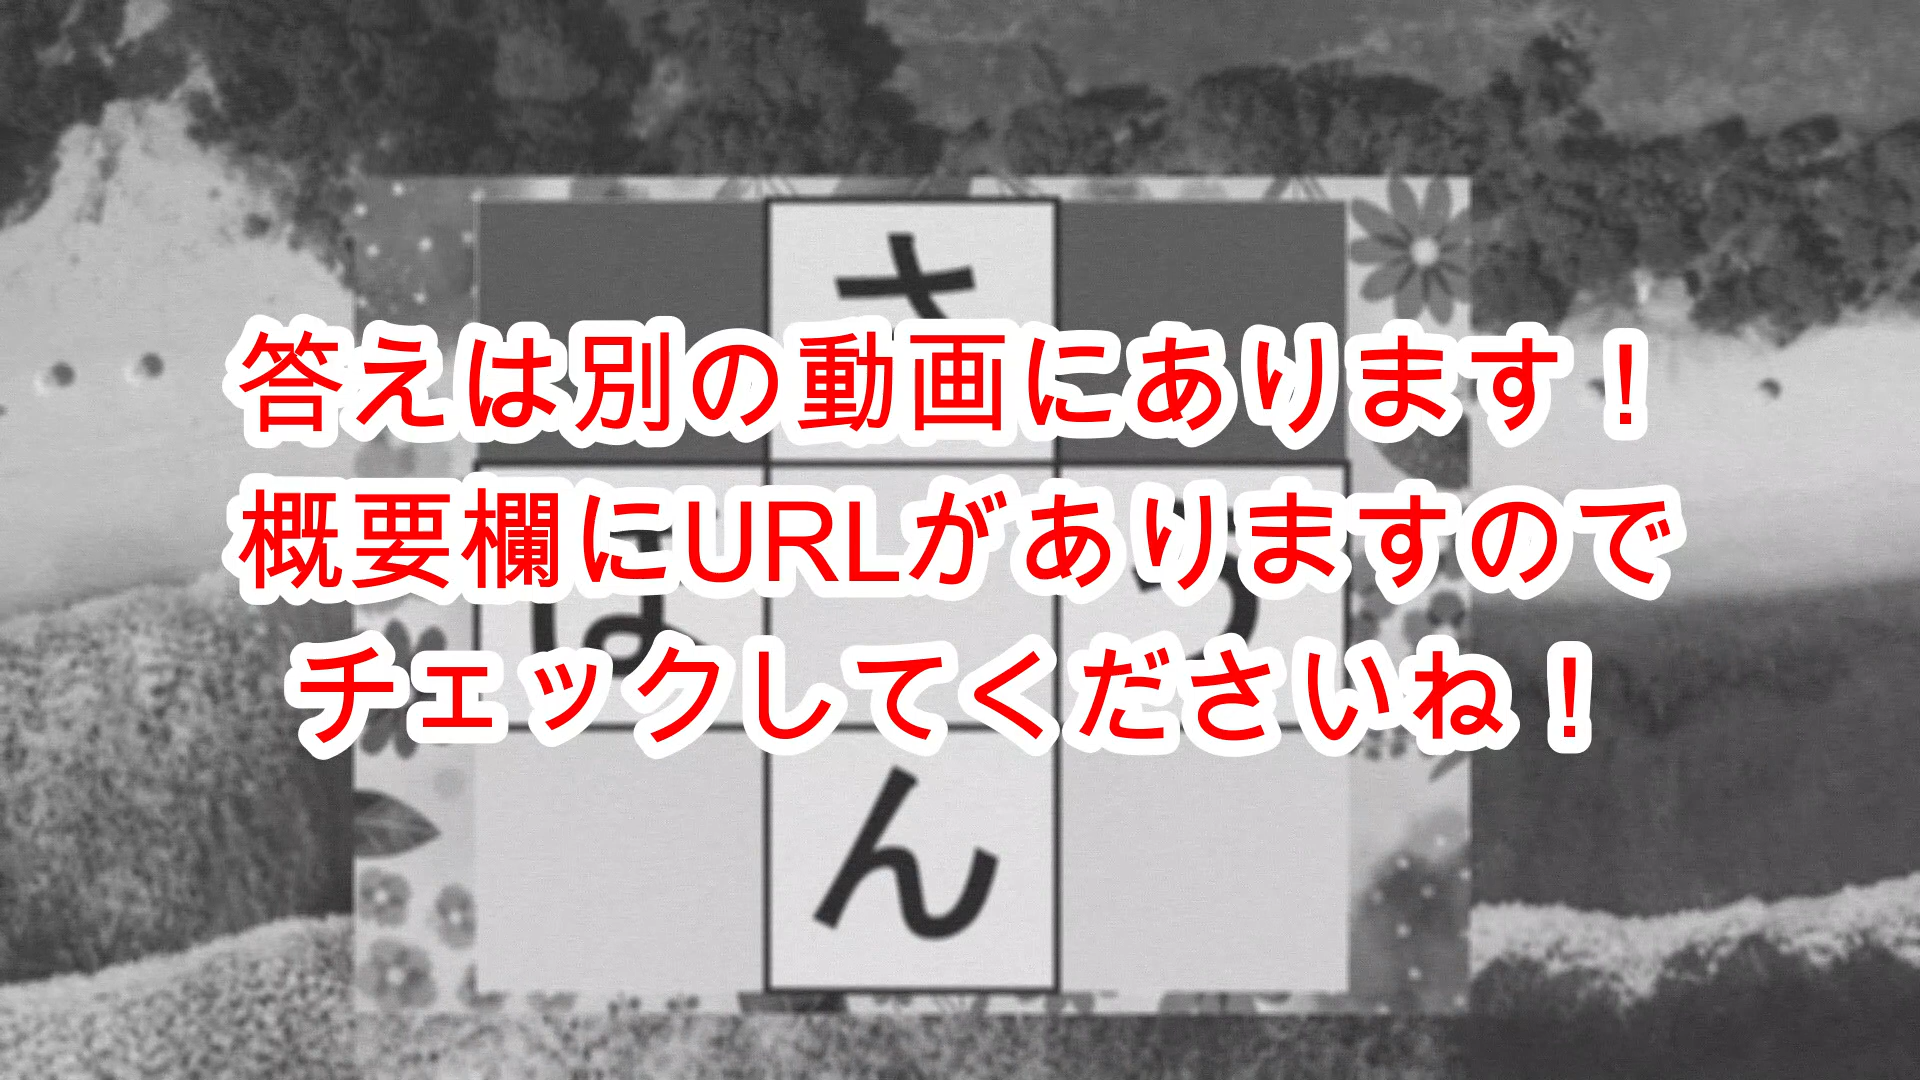 さ
答えは別の動画にあります！
概要欄にURLがありますので
チェックしてくださいね！
ん